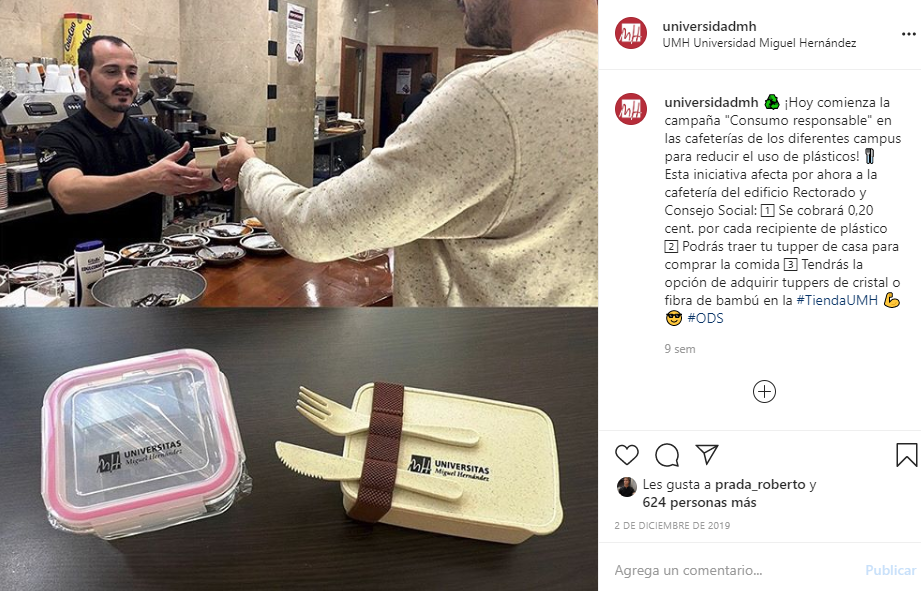 ColaCao
universidadmh
UMH Universidad Miguel Hernández
universidadmh ¡Hoy comienza la
campaña "Consumo responsable" en
las cafeterías de los diferentes campus
para reducir el uso de plásticos!
Esta iniciativa afecta por ahora a la
cafetería del edificio Rectorado y
Consejo Social: 1 Se cobrará 0,20
cent. por cada recipiente de plástico
2 Podrás traer tu tupper de casa para
comprar la comida 3 Tendrás la
opción de adquirir tuppers de cristal o
fibra de bambú en la #TiendaUMH
#ODS
9 sem
UNIVERSITAS
Miguel Hernández
UNIVERSITAS
Miguel Hernández
Les gusta a prada_roberto y
624 personas más
2 DE DICIEMBRE DE 2019
Agrega un comentario...
Publicar